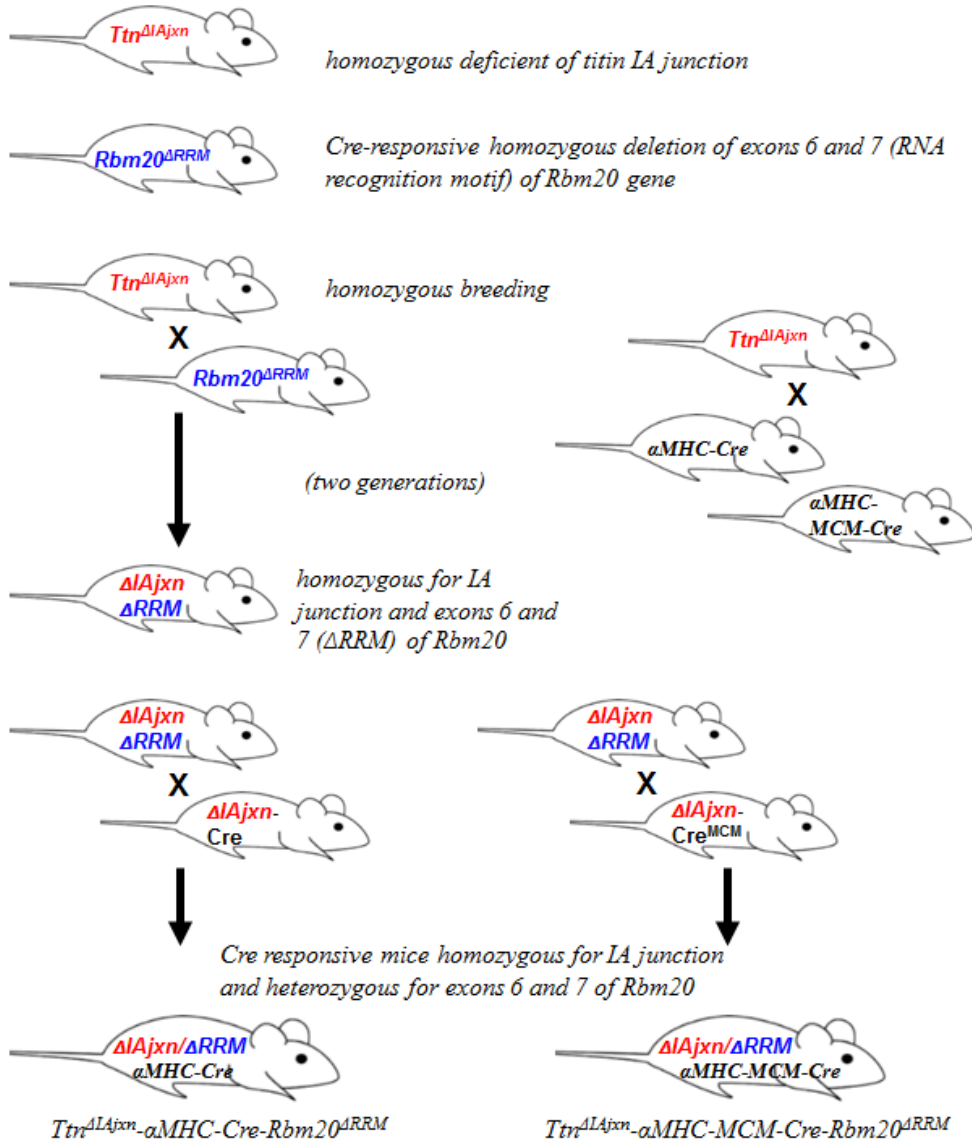 Ttn^ΔIAjxn
homozygous deficient of titin IA junction
Rbm20^ΔRRM
Cre-responsive homozygous deletion of exons 6 and 7 (RNA
recognition motif) of Rbm20 gene
Ttn^ΔIAjxn
homozygous breeding
X
Rbm20^ΔRRM
Ttn^ΔIAjxn
X
αMHC-Cre
αMHC-
MCM-Cre
(two generations)
ΔIAjxn
ΔRRM
homozygous for IA
junction and exons 6 and
7 (ΔRRM) of Rbm20
ΔIAjxn
ΔRRM
X
ΔIAjxn-
Cre
ΔIAjxn
ΔRRM
X
ΔIAjxn-
Cre^MCM
Cre responsive mice homozygous for IA junction
and heterozygous for exons 6 and 7 of Rbm20
ΔIAjxn/ΔRRM
αMHC-Cre
Ttn^ΔIAjxn-αMHC-Cre-Rbm20^ΔRRM
ΔIAjxn/ΔRRM
αMHC-MCM-Cre
Ttn^ΔIAjxn-αMHC-MCM-Cre-Rbm20^ΔRRM